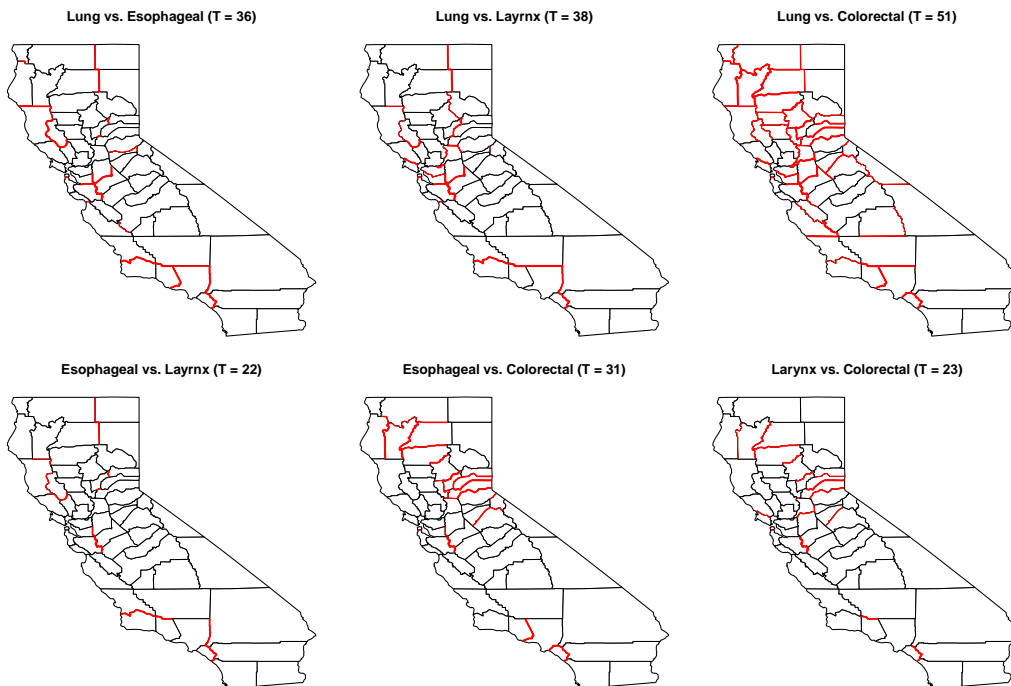 Lung vs. Esophageal (T = 36)
Lung vs. Layrnx (T = 38)
Lung vs. Colorectal (T = 51)
Esophageal vs. Layrnx (T = 22)
Esophageal vs. Colorectal (T = 31)
Larynx vs. Colorectal (T = 23)